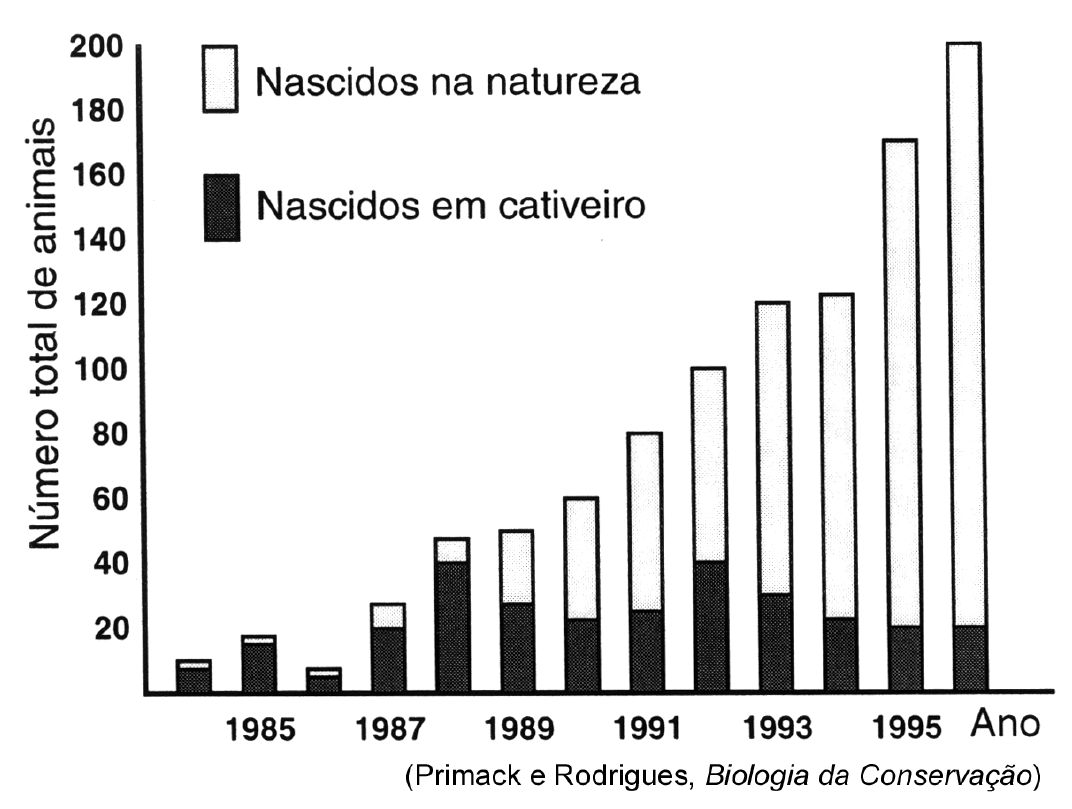 Número total de animais
200
180
160
140
120
100
80
60
40
20
Nascidos na natureza
Nascidos em cativeiro
1985 1987 1989 1991 1993 1995 Ano
(Primack e Rodrigues, Biologia da Conservação)